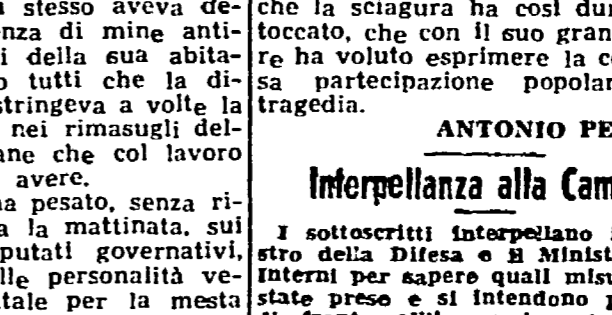 stesso aveva de-
nza di mine anti-
i della sua abita-
o tutti che la di-
stringeva a volte la
nei rimasugli del-
ane che col lavoro
avere.
a pesato, senza ri-
a la mattinata. sui
putati governativi,
lle personalità ve-
tale per la mesta
che la sciagura ha così dur
toccato, che con il suo gran
re ha voluto esprimere la c
sa partecipazione popolar
tragedia.
ANTONIO PE
Interpellanza alla Cam
I sottoscritti interpellano
stro della Difesa e il Minist
Interni per sapere quali misu
state prese e si intendono